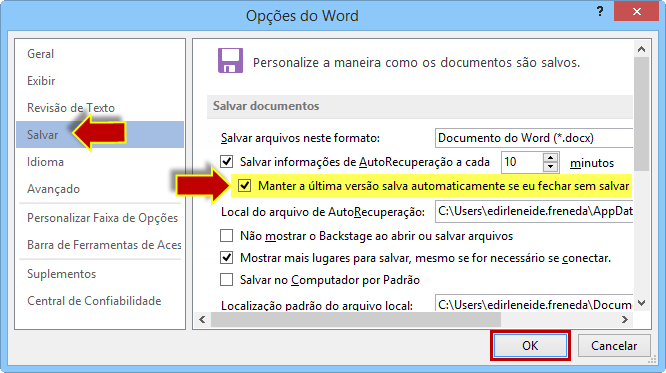 Opções do Word
?
Geral
Exibir
Revisão de Texto
Salvar
Idioma
Avançado
Personalizar Faixa de Opções
Barra de Ferramentas de Aces
Suplementos
Central de Confiabilidade
Personalize a maneira como os documentos são salvos.
Salvar documentos
Salvar arquivos neste formato: Documento do Word (*.docx)
Salvar informações de AutoRecuperação a cada 10 minutos
Manter a última versão salva automaticamente se eu fechar sem salvar
Local do arquivo de AutoRecuperação: C:\Users\edirleneide.freneda\AppDat
Não mostrar o Backstage ao abrir ou salvar arquivos
Mostrar mais lugares para salvar, mesmo se for necessário se conectar.
Salvar no Computador por Padrão
Localização padrão do arquivo local: C:\Users\edirleneide.freneda\Docume
OK Cancelar